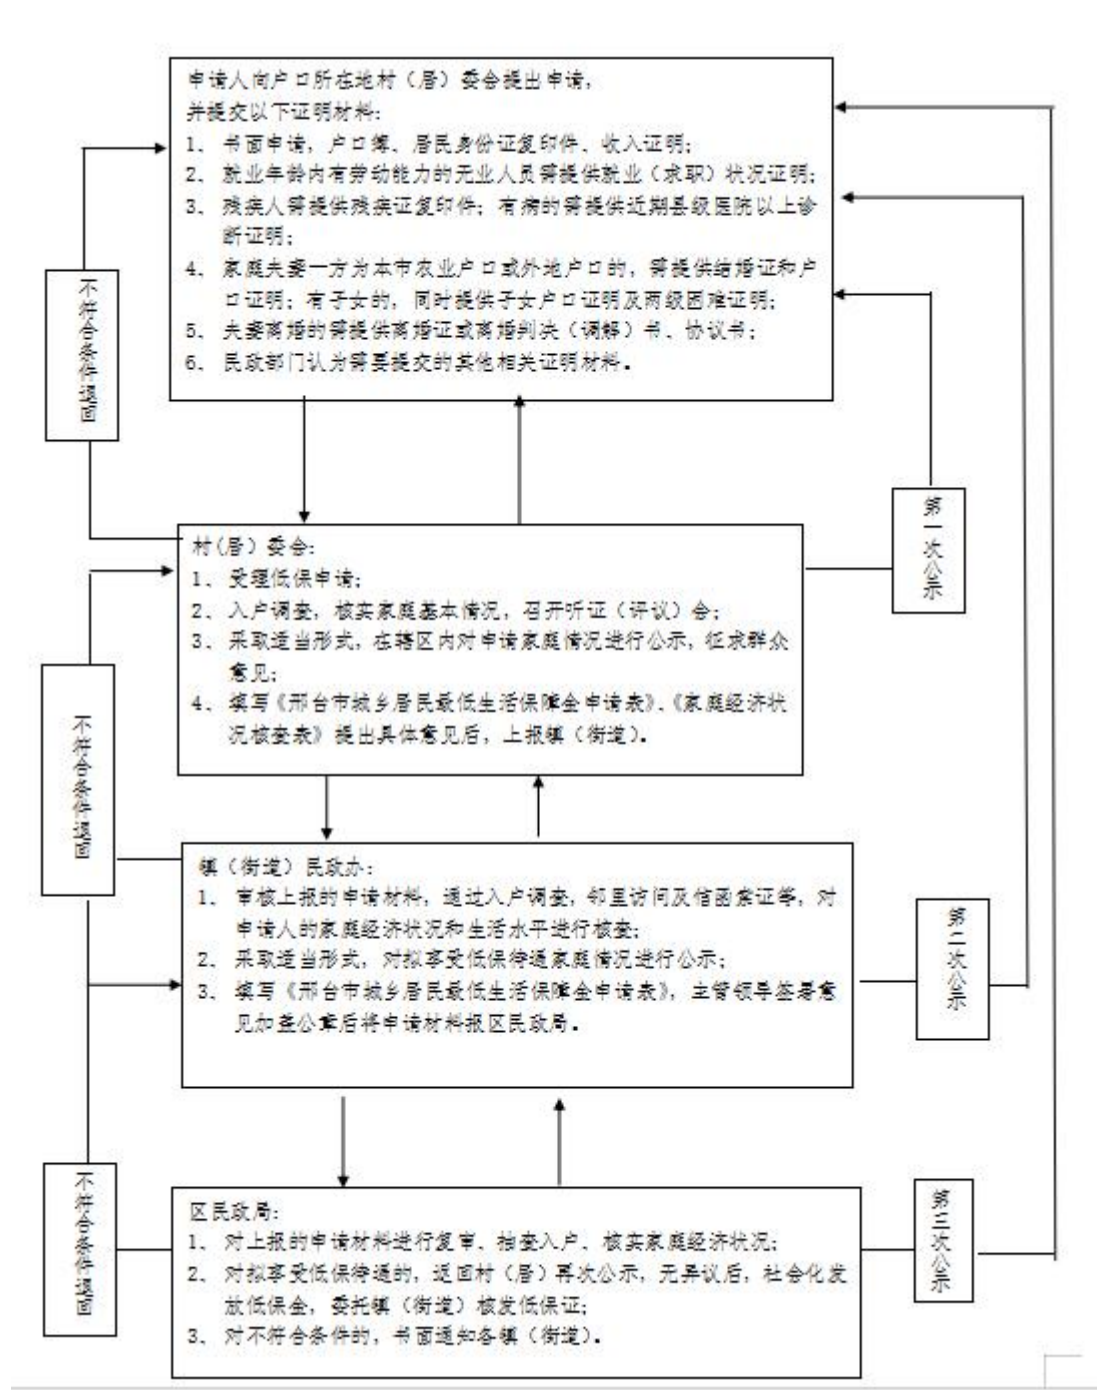 申请人向户口所在地村（居）委会提出申请，
并提交以下证明材料：
1、书面申请，户口簿、居民身份证复印件、收入证明；
2、就业年龄内有劳动能力的无业人员需提供就业（求职）状况证明；
3、残疾人需提供残疾证复印件；有病的需提供近期县级医院以上诊
断证明；
4、家庭夫妻一方为本市农业户口或外地户口的，需提供结婚证和户
口证明；有子女的，同时提供子女户口证明及两级困难证明；
5、夫妻离婚的需提供离婚证或离婚判决（调解）书、协议书；
6、民政部门认为需要提交的其他相关证明材料。
不符合条件退回
第一次公示
村(居）委会：
1、受理低保申请；
2、入户调查，核实家庭基本情况，召开听证（评议）会；
3、采取适当形式，在辖区内对申请家庭情况进行公示，征求群众
意见；
4、填写《邢台市城乡居民最低生活保障金申请表》、《家庭经济状
况核查表》提出具体意见后，上报镇（街道）。
不符合条件退回
镇（街道）民政办：
1、审核上报的申请材料，通过入户调查，邻里访问及信函索证等，对
申请人的家庭经济状况和生活水平进行核查；
2、采取适当形式，对拟享受低保待遇家庭情况进行公示；
3、填写《邢台市城乡居民最低生活保障金申请表》，主管领导签署意
见加盖公章后将申请材料报区民政局。
第二次公示
不符合条件退回
区民政局：
1、对上报的申请材料进行复审、抽查入户、核实家庭经济状况；
2、对拟享受低保待遇的，返回村（居）再次公示，无异议后，社会化发
放低保金，委托镇（街道）核发低保证；
3、对不符合条件的，书面通知各镇（街道）。
第三次公示